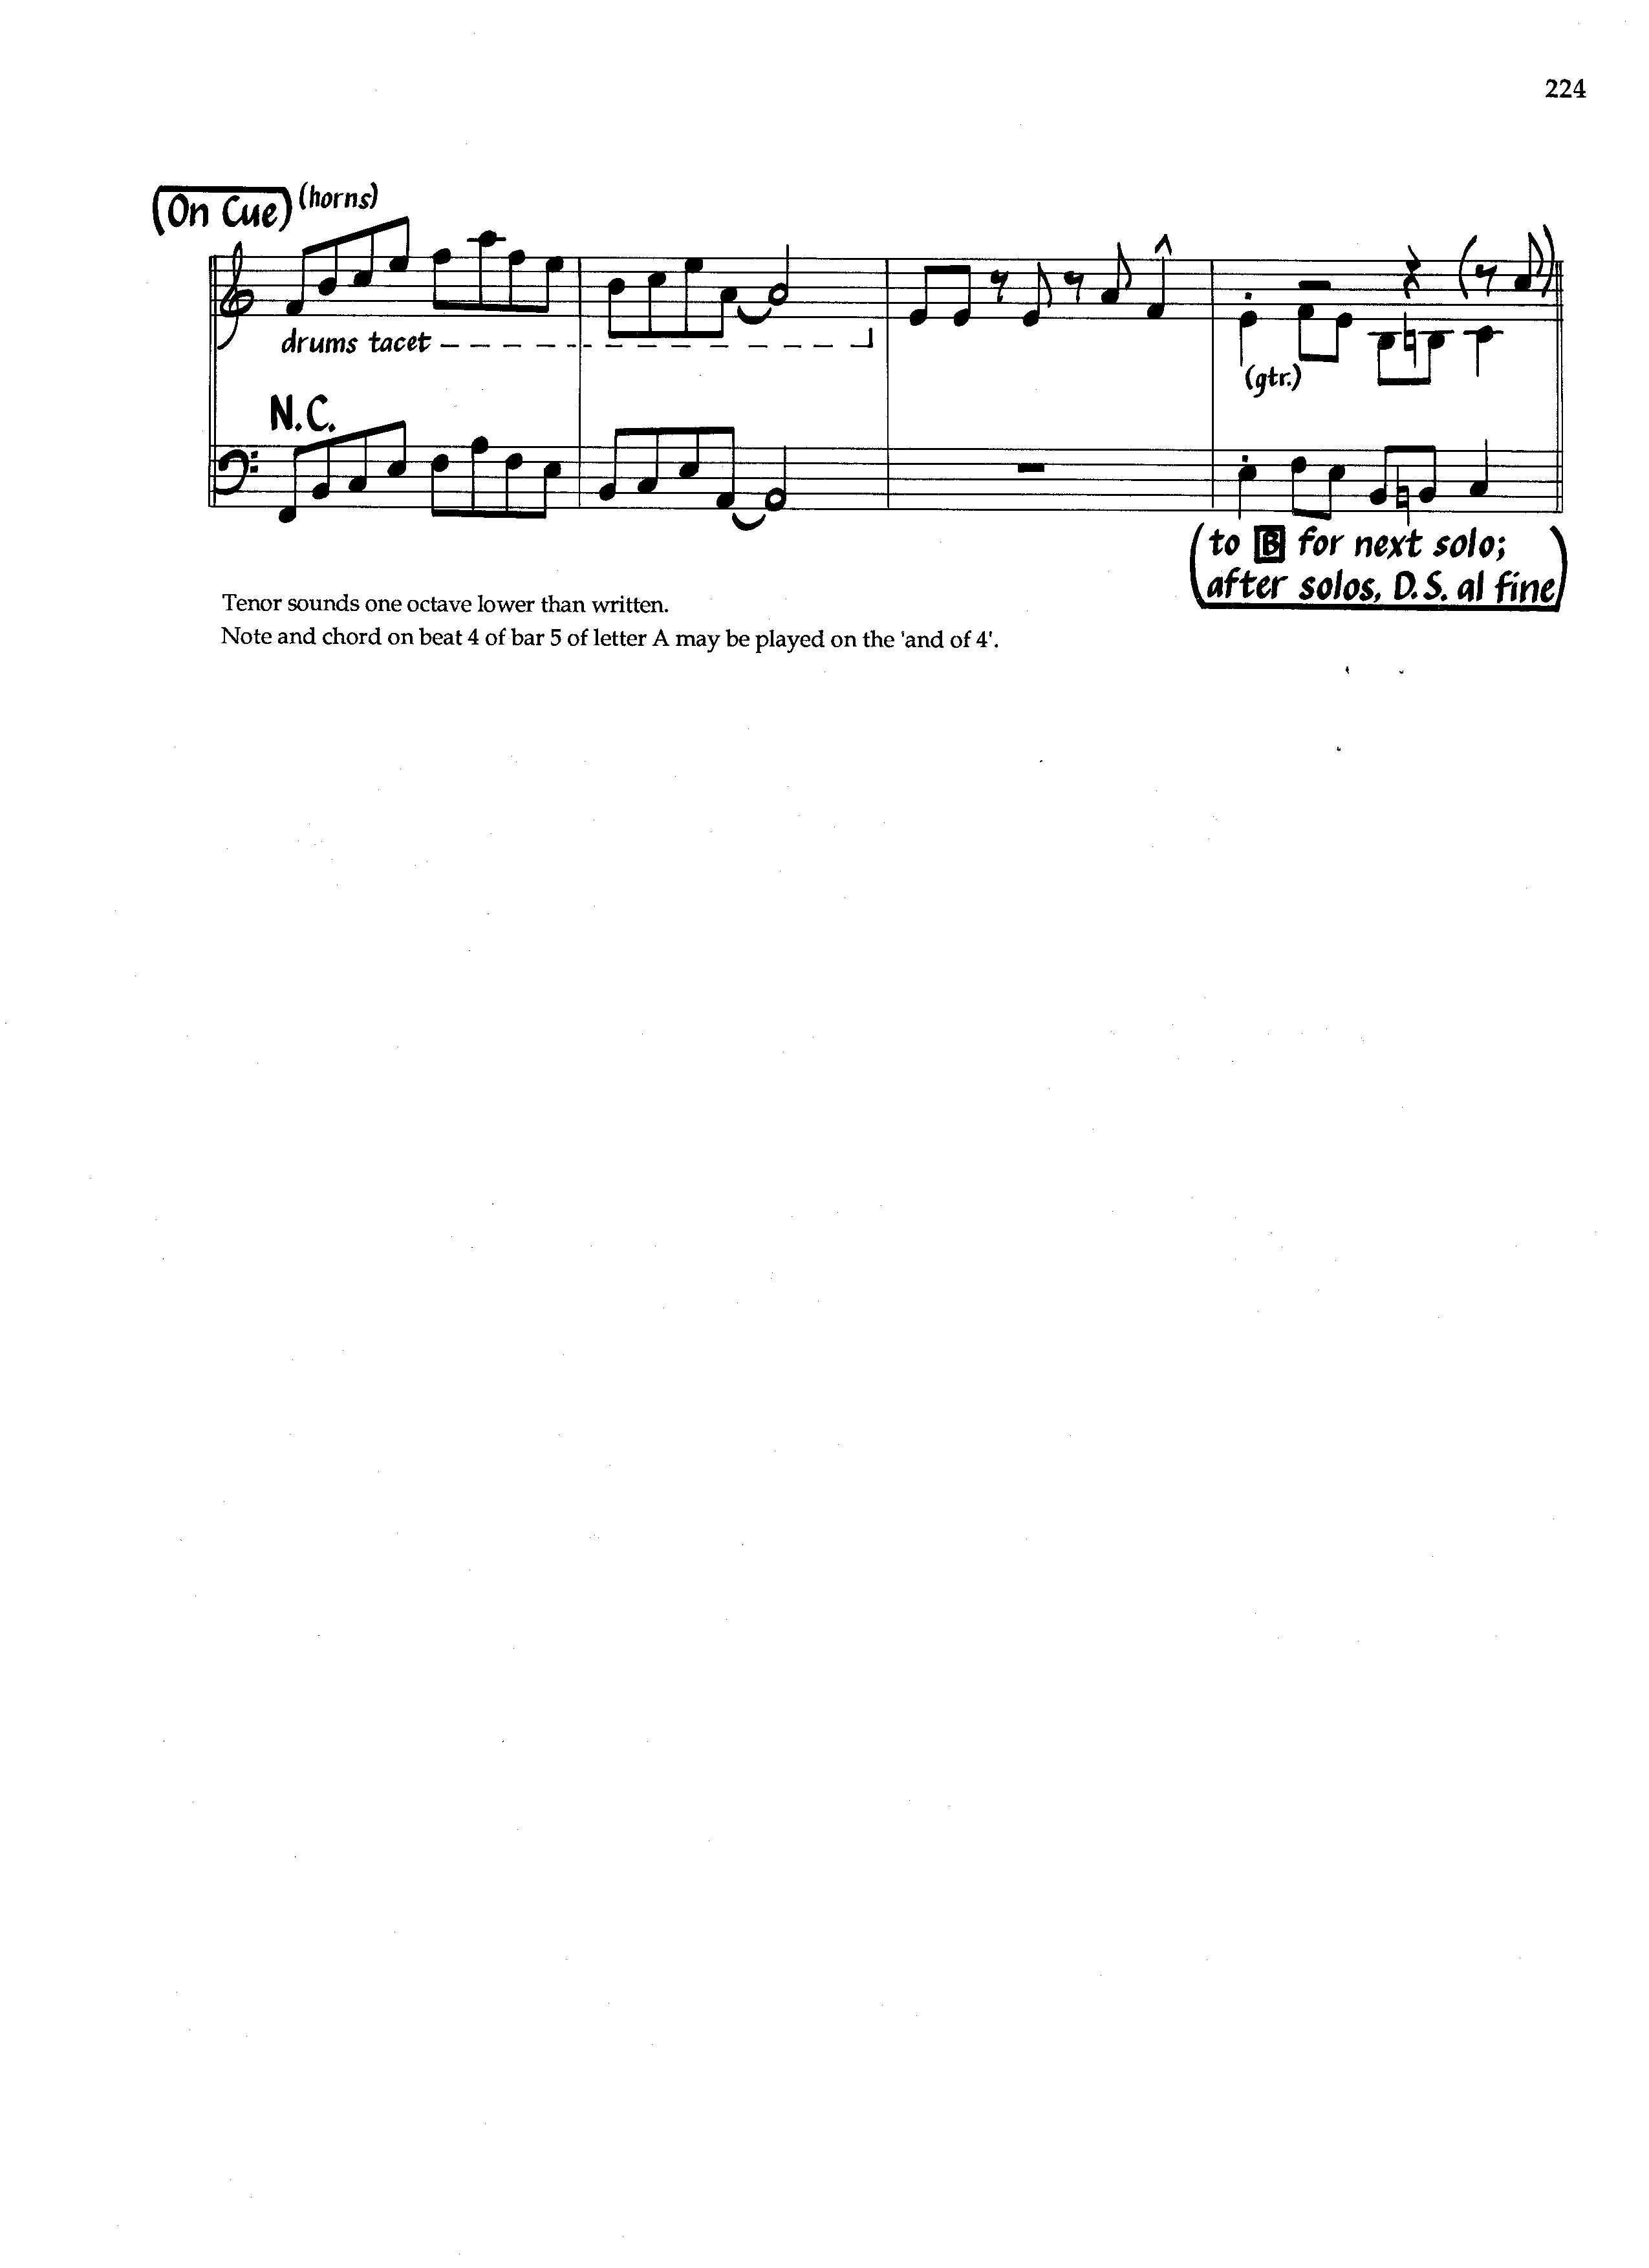 224
(On Cue) (horns)
drums tacet
N.C.
(gtr.)
(to B for next solo;
after solos, D.S. al fine)
Tenor sounds one octave lower than written.
Note and chord on beat 4 of bar 5 of letter A may be played on the 'and of 4'.